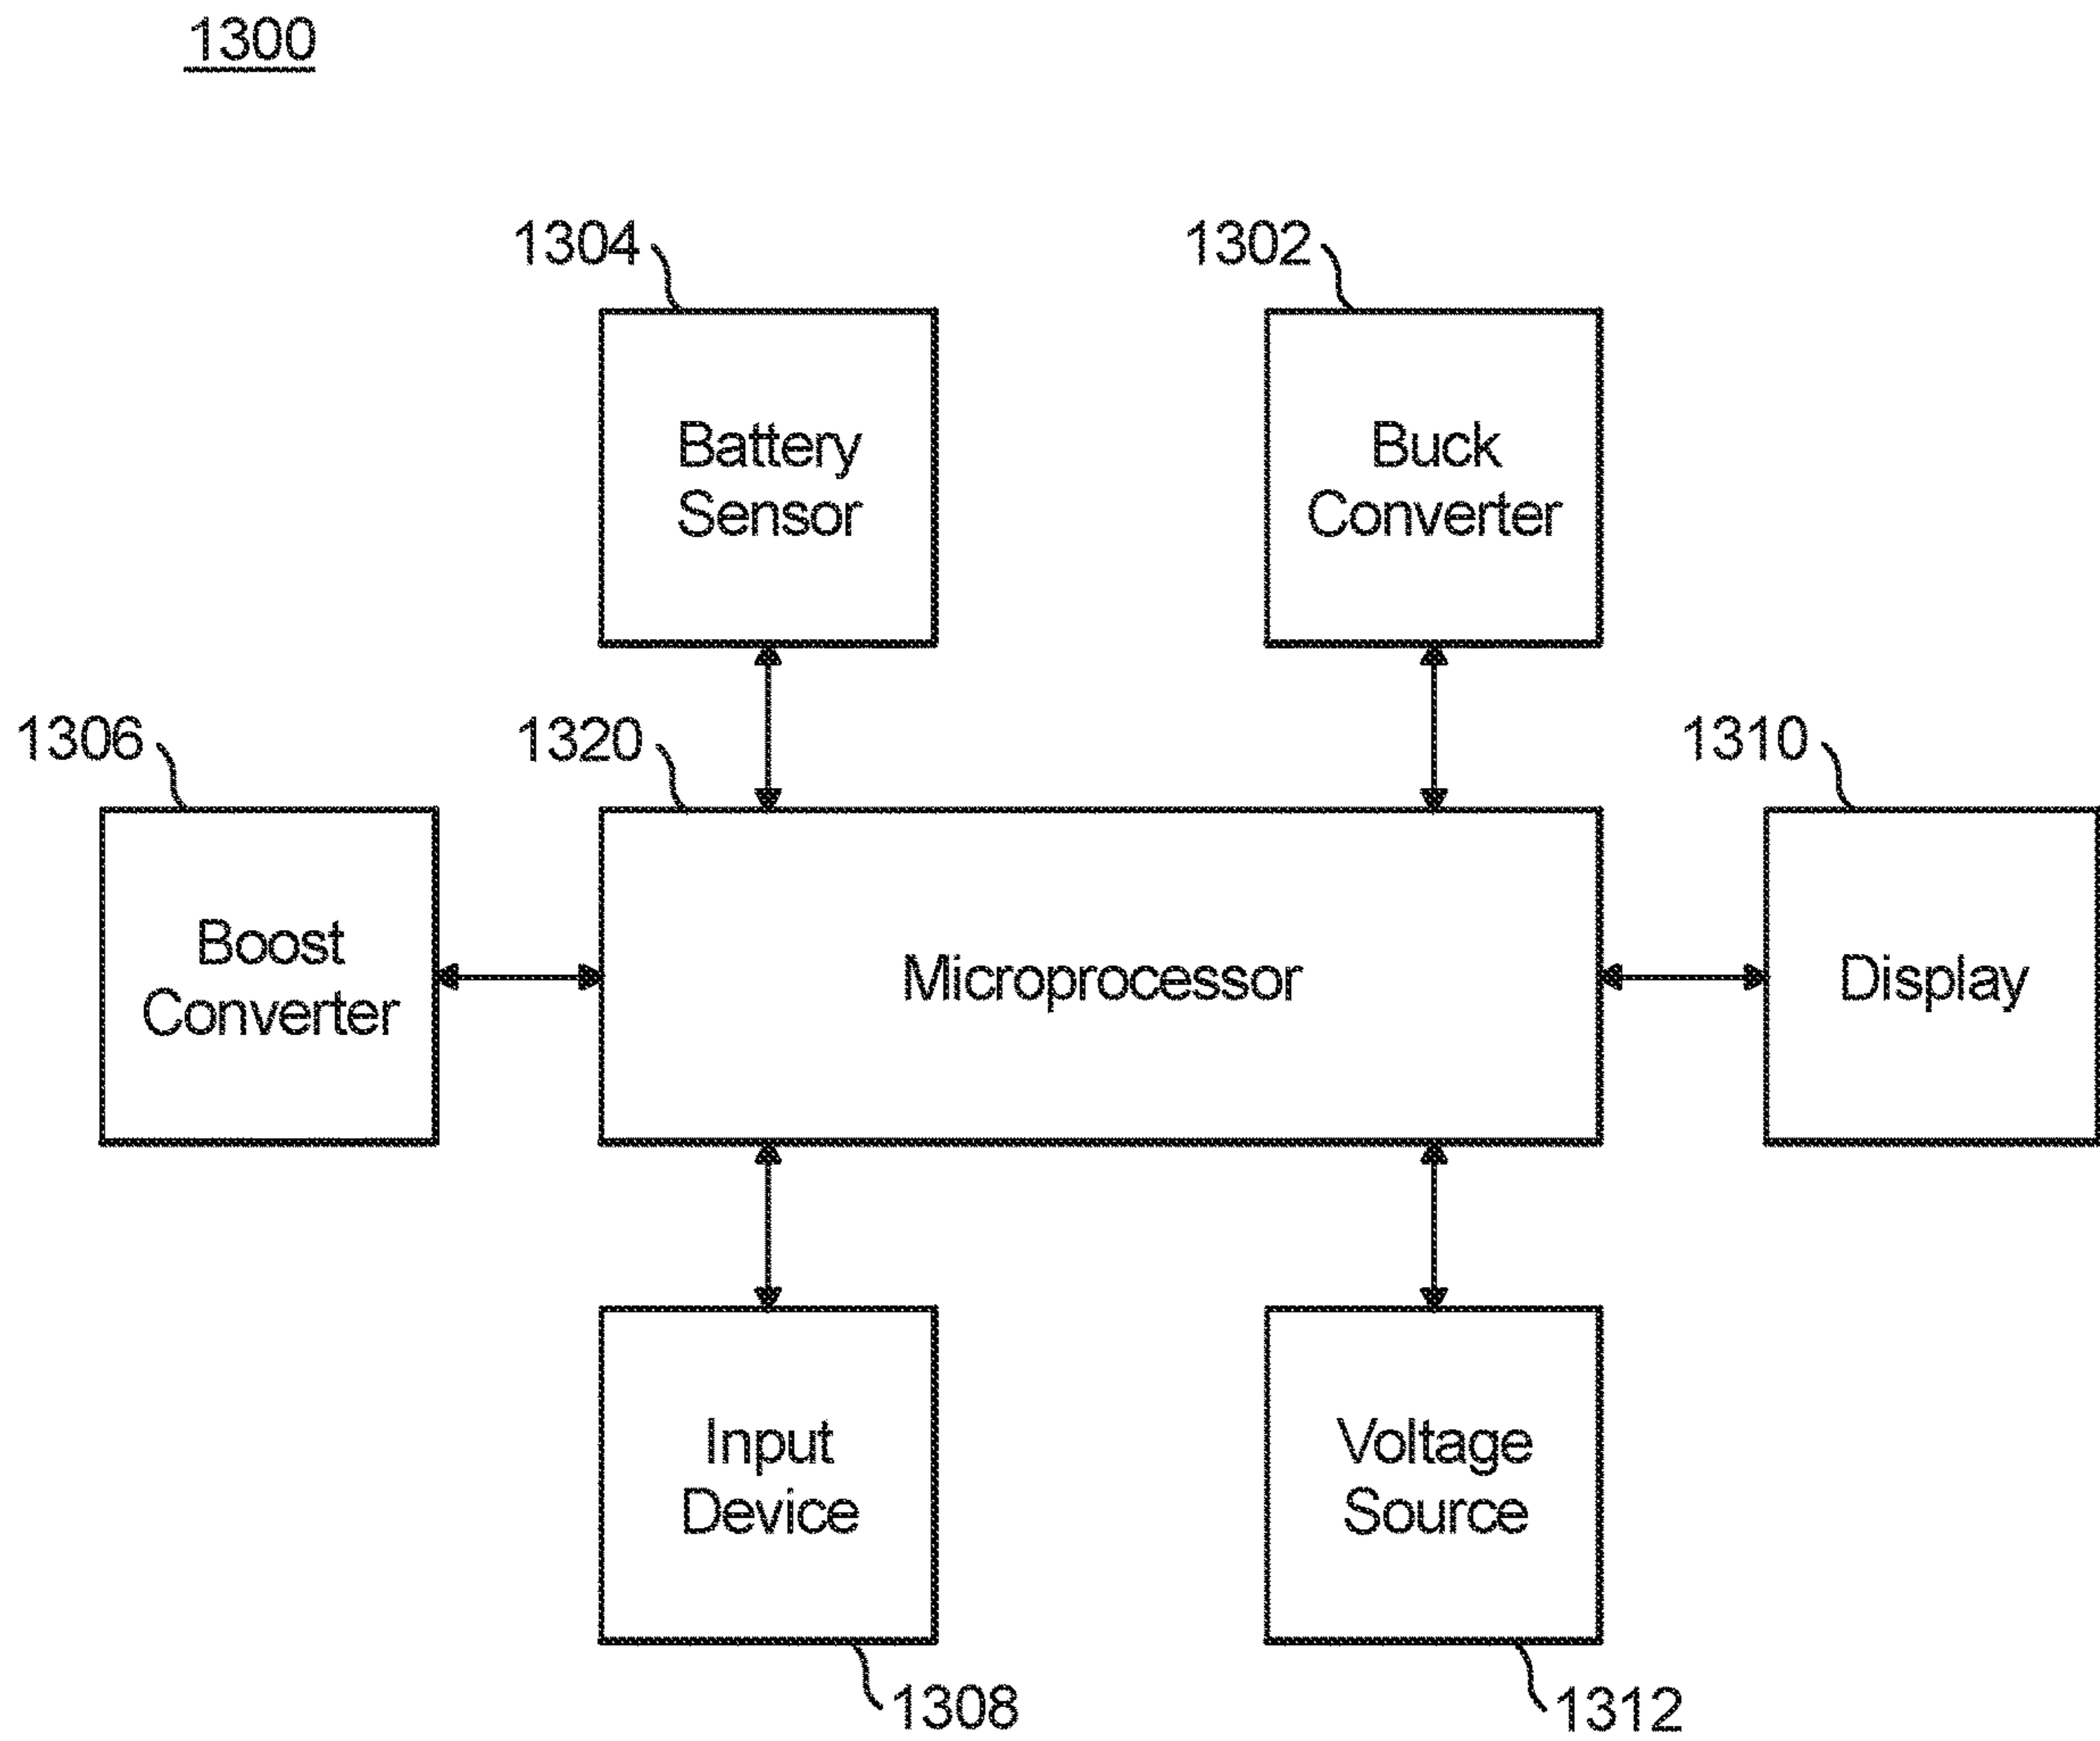 1300
1304
1302
Battery
Sensor
Buck
Converter
1306
1320
1310
Boost
Converter
Microprocessor
Display
Input
Device
Voltage
Source
1308
1312